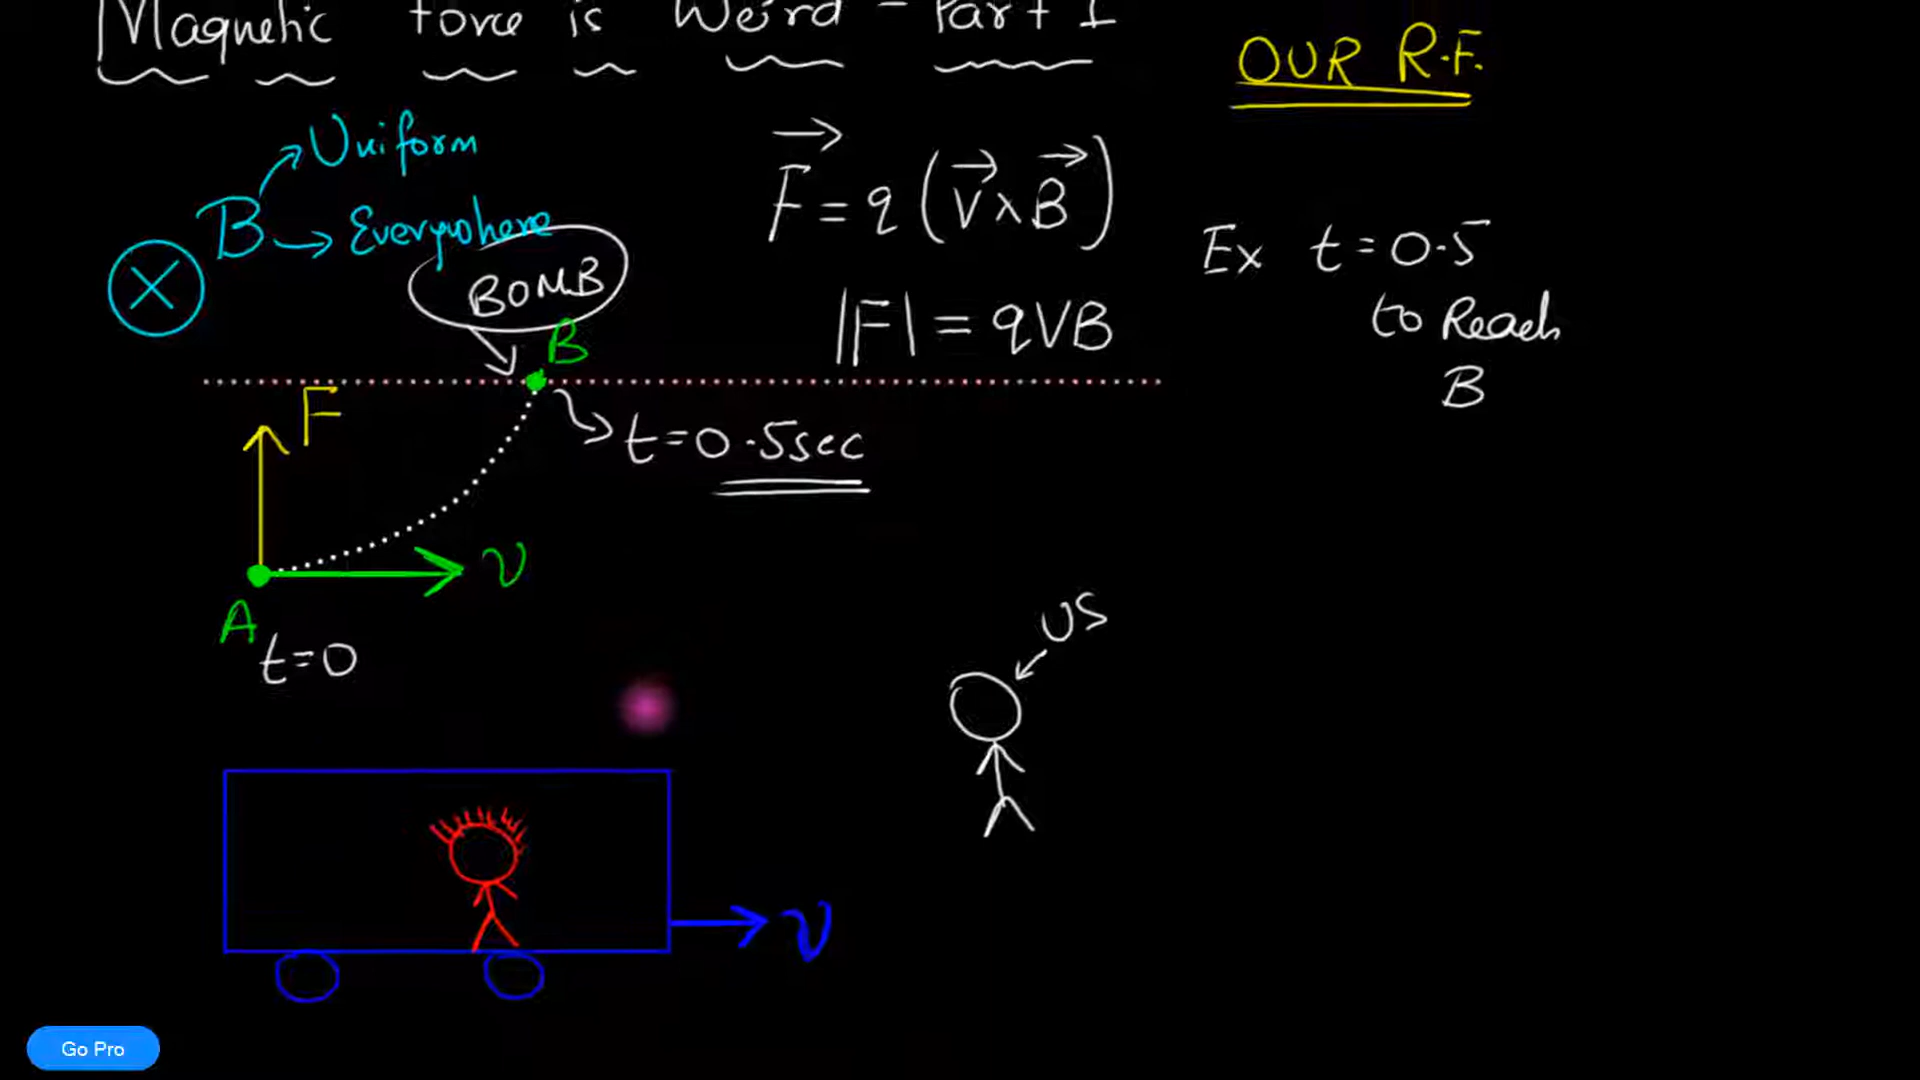 Magnetic force is Weird - Part 1
OUR R.F.
B → Uniform
→ Everywhere
F = q (V × B)
|F| = qVB
BOMB
B
F
t=0.5sec
A
v
t=0
Ex t=0.5
to Reach
B
US
v
Go Pro